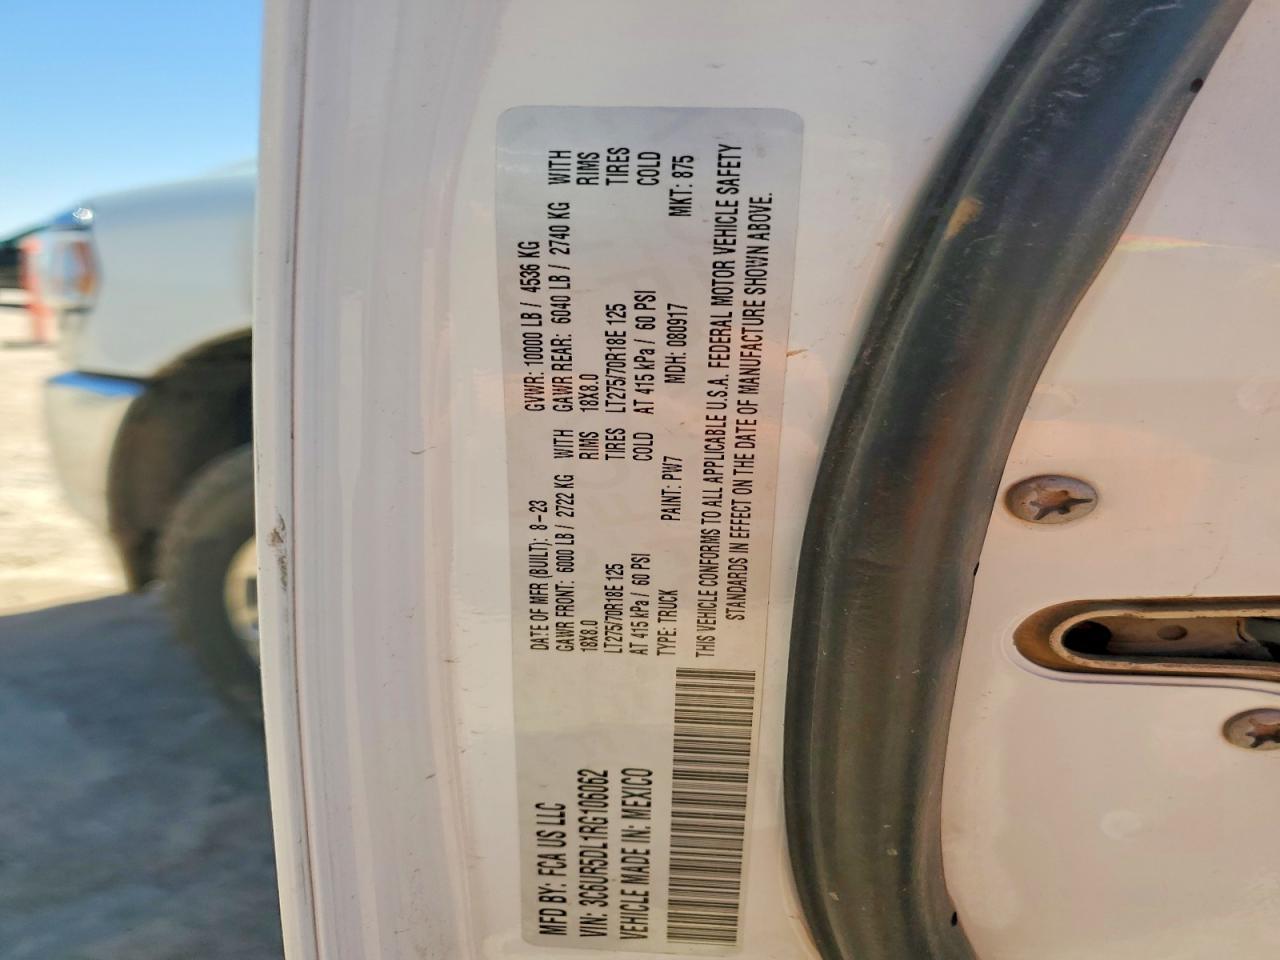 MFD BY: FCA US LLC
VIN: 3C6UR5DL1RG106062
VEHICLE MADE IN: MEXICO
DATE OF MFR (BUILT): 8-23 GVWR: 10000 LB / 4536 KG
GAWR FRONT: 6000 LB / 2722 KG WITH GAWR REAR: 6040 LB / 2740 KG WITH
18X8.0 RIMS 18X8.0 RIMS
LT275/70R18E 125 TIRES LT275/70R18E 125 TIRES
AT 415 kPa / 60 PSI COLD AT 415 kPa / 60 PSI COLD
TYPE: TRUCK PAINT: PW7 MDH: 080917 MKT: 875
THIS VEHICLE CONFORMS TO ALL APPLICABLE U.S.A. FEDERAL MOTOR VEHICLE SAFETY
STANDARDS IN EFFECT ON THE DATE OF MANUFACTURE SHOWN ABOVE.